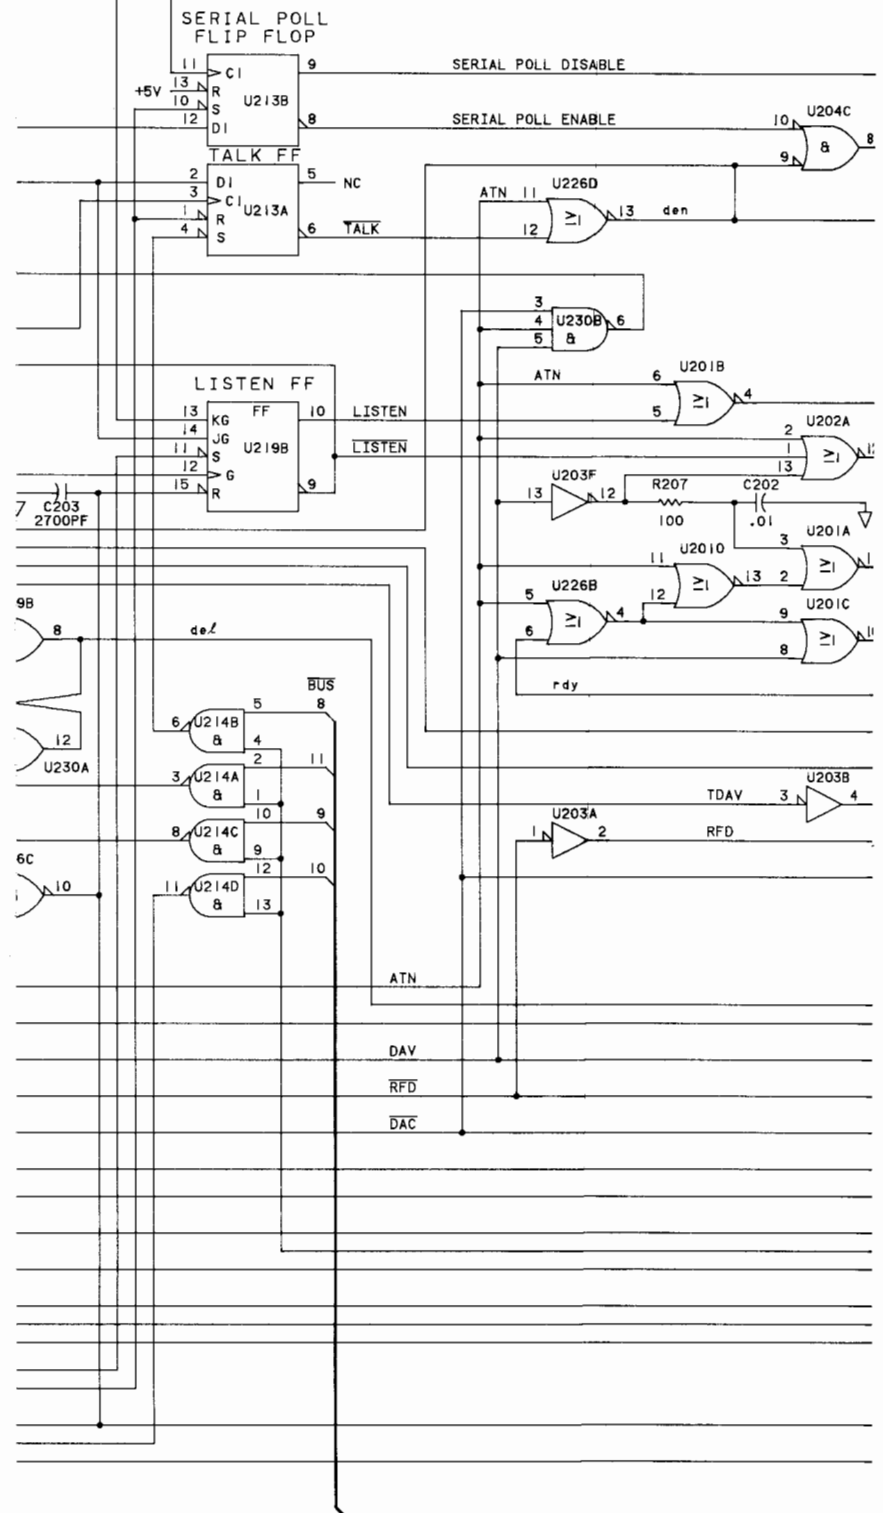 SERIAL POLL
FLIP FLOP
11 C1 9 SERIAL POLL DISABLE
+5V 13 R
10 S U213B U204C
12 D1 8 SERIAL POLL ENABLE 10
& 8
TALK FF 9
2 D1 5 NC U226D
3 C1 ATN 11
1 R U213A ≥1 13 den
4 S 6 T̅A̅L̅K̅ 12
3
4 U230B 6
5 &
LISTEN FF ATN 6 U201B
13 KG FF 10 LISTEN 5 ≥1 4
14 JG 2 U202A
11 S U219B L̅I̅S̅T̅E̅N̅ 1 ≥1
12 G U203F 13
15 R 9 13 12 R207 C202
C203 100 .01
2700PF
7
U201A
3 ≥1
11 U2010
≥1 13 2
9B U226B 12 U201C
8 del 5 ≥1 4 9 ≥1
6 8
rdy
B̅U̅S̅
6 U214B 5 8
& 4
12
U230A
3 U214A 2 11
& 1
U203B
TDAV 3 4
8 U214C 10 9
& 9
U203A
1 2 RFD
6C
10
11 U214D 12 10
& 13
ATN
DAV
R̅F̅D̅
D̅A̅C̅